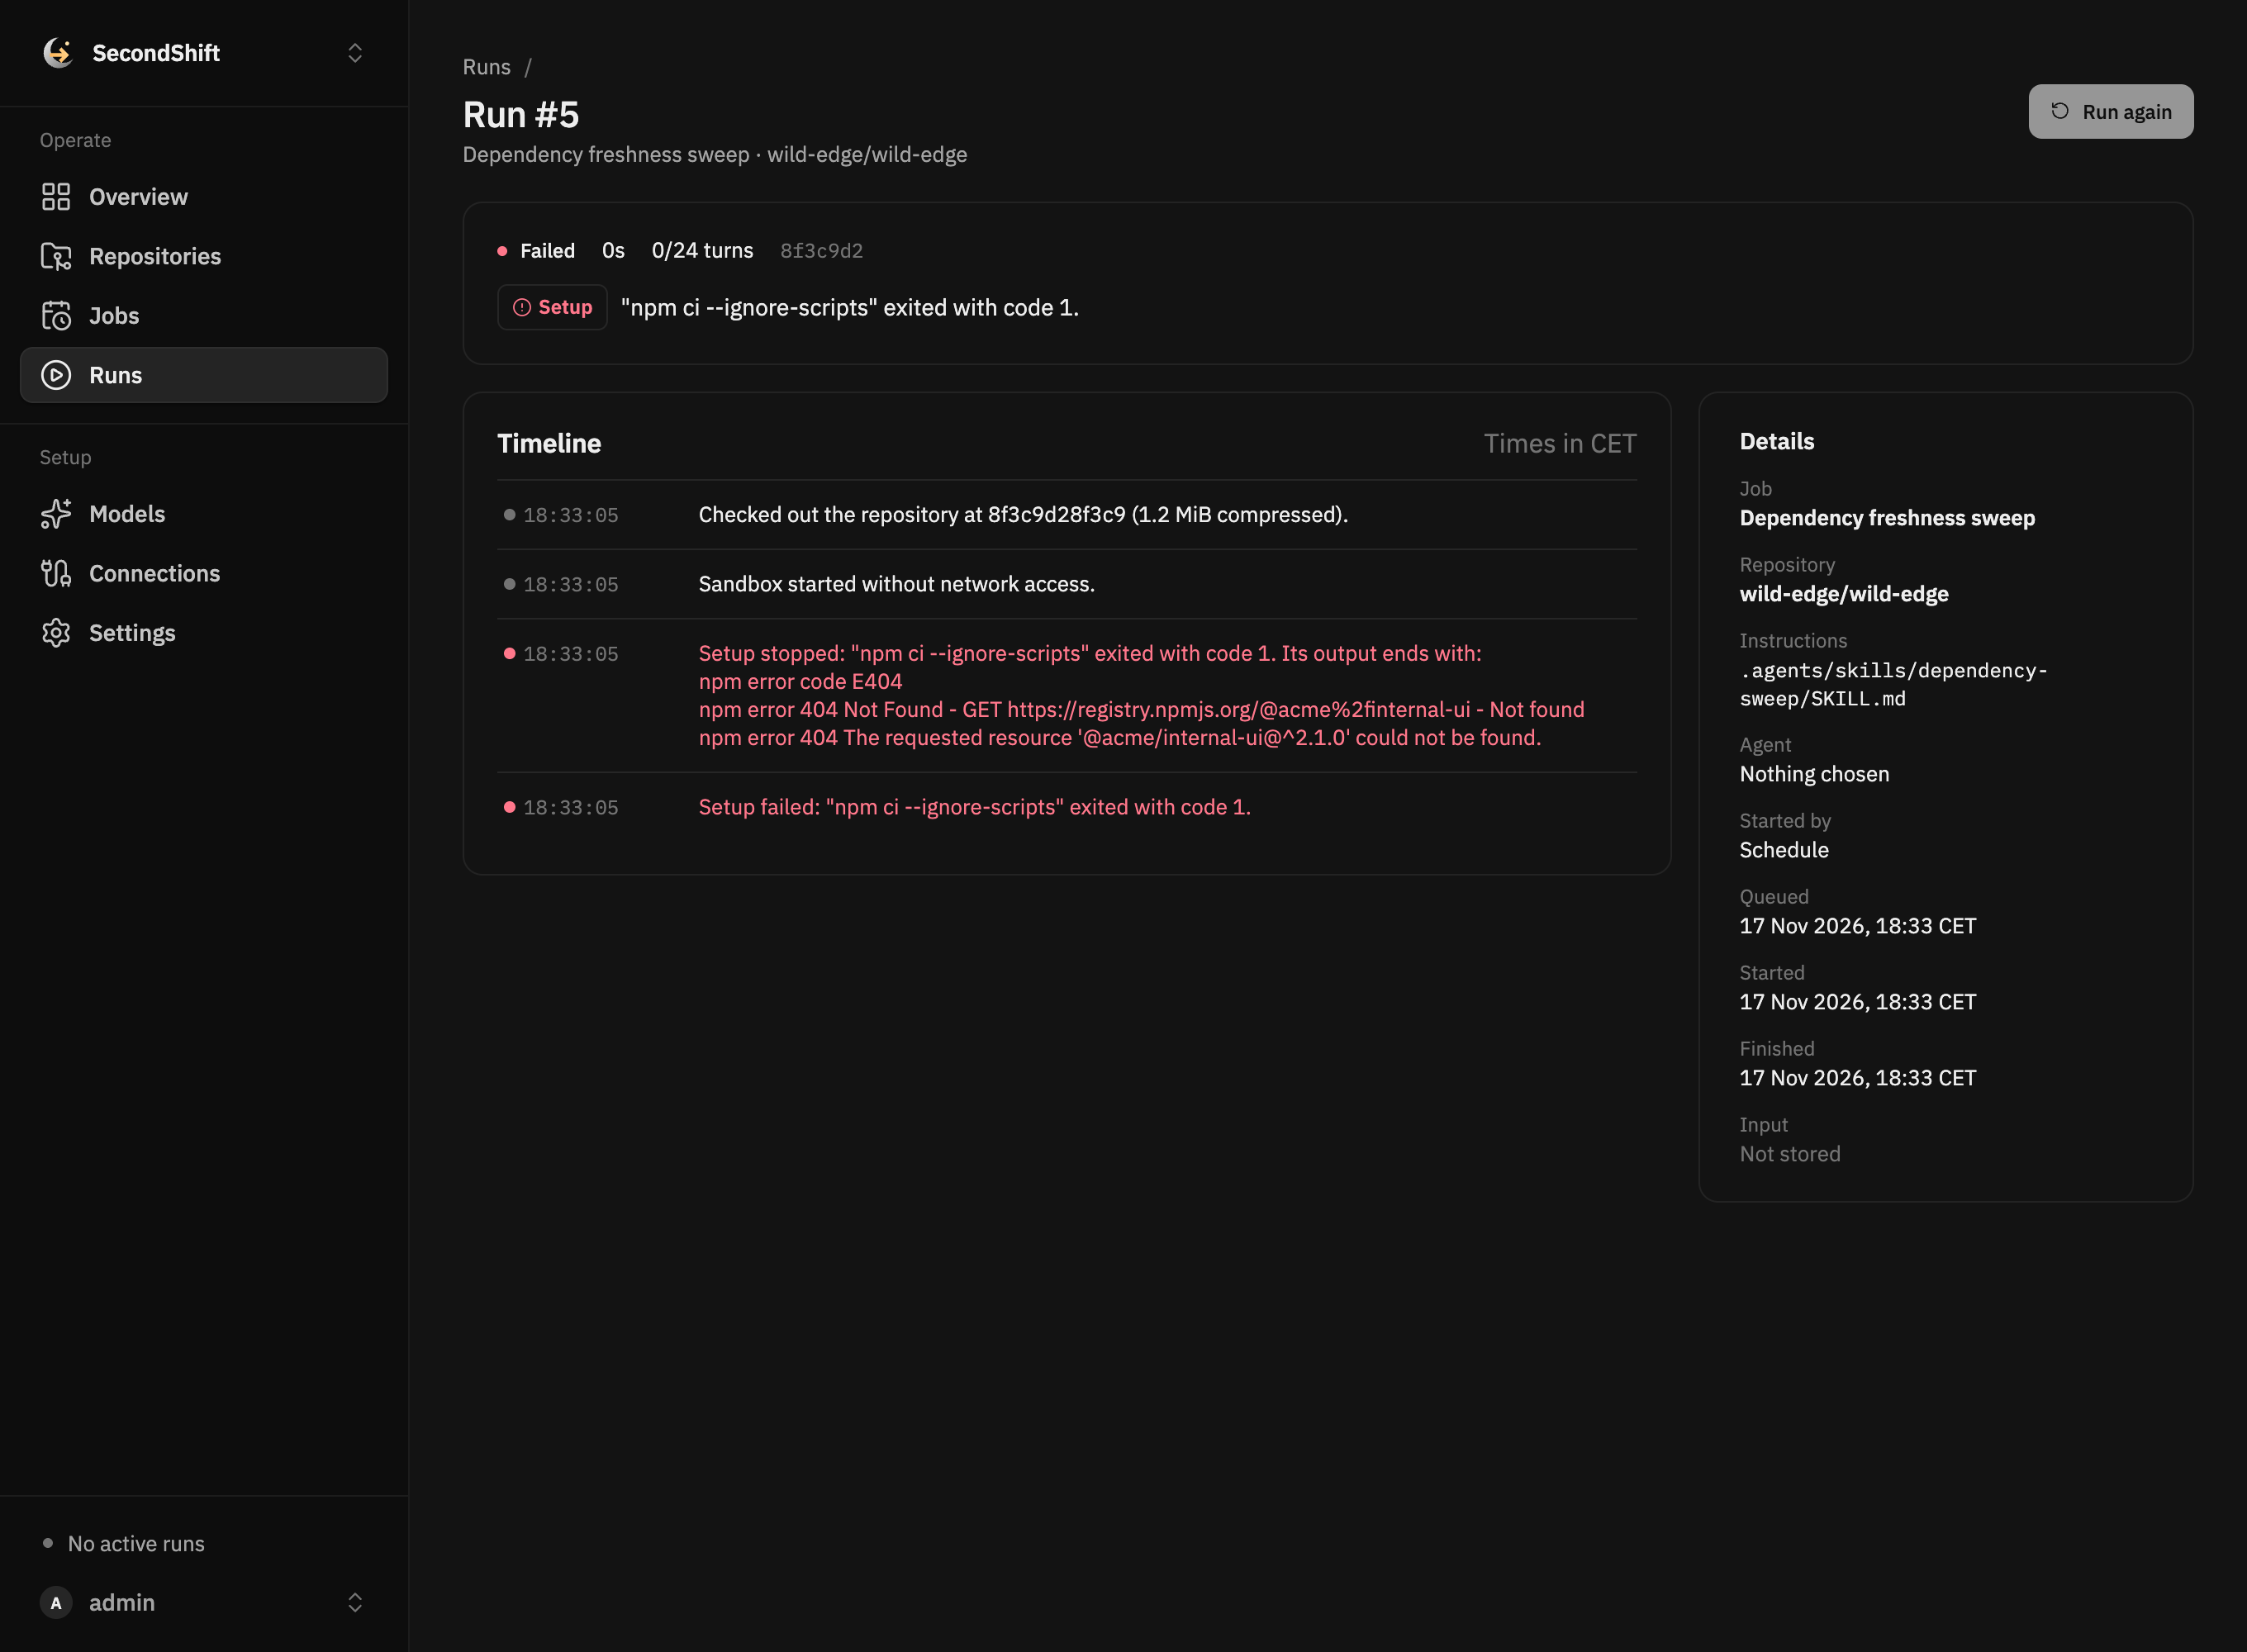 SecondShift
Operate
Overview
Repositories
Jobs
Runs
Setup
Models
Connections
Settings
No active runs
A admin
Runs /
Run #5
Dependency freshness sweep · wild-edge/wild-edge
Run again
Failed 0s 0/24 turns 8f3c9d2
Setup "npm ci --ignore-scripts" exited with code 1.
Timeline Times in CET
18:33:05 Checked out the repository at 8f3c9d28f3c9 (1.2 MiB compressed).
18:33:05 Sandbox started without network access.
18:33:05 Setup stopped: "npm ci --ignore-scripts" exited with code 1. Its output ends with:
npm error code E404
npm error 404 Not Found - GET https://registry.npmjs.org/@acme%2finternal-ui - Not found
npm error 404 The requested resource '@acme/internal-ui@^2.1.0' could not be found.
18:33:05 Setup failed: "npm ci --ignore-scripts" exited with code 1.
Details
Job
Dependency freshness sweep
Repository
wild-edge/wild-edge
Instructions
.agents/skills/dependency-
sweep/SKILL.md
Agent
Nothing chosen
Started by
Schedule
Queued
17 Nov 2026, 18:33 CET
Started
17 Nov 2026, 18:33 CET
Finished
17 Nov 2026, 18:33 CET
Input
Not stored